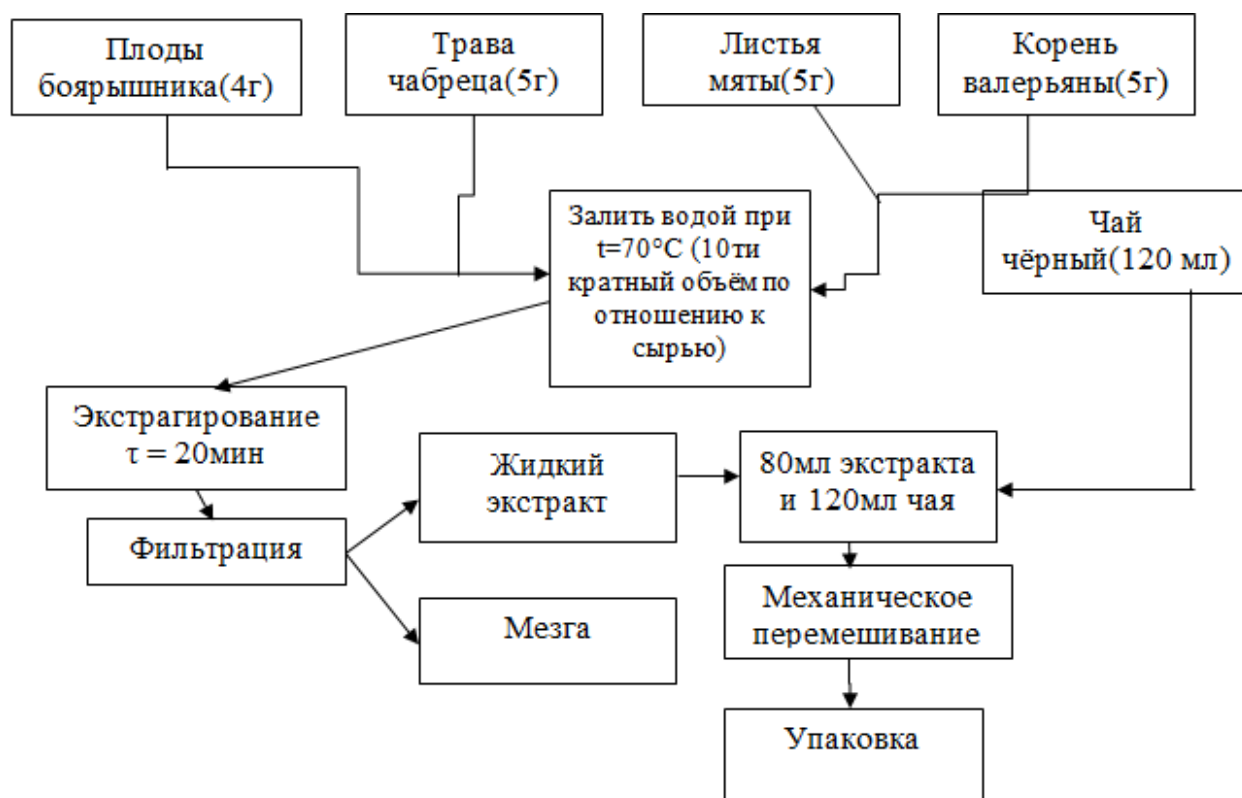 Плоды
боярышника(4г)
Трава
чабреца(5г)
Листья
мяты(5г)
Корень
валерьяны(5г)
Залить водой при
t=70°C (10ти
кратный объём по
отношению к
сырью)
Чай
чёрный(120 мл)
Экстрагирование
τ = 20мин
Жидкий
экстракт
80мл экстракта
и 120мл чая
Фильтрация
Механическое
перемешивание
Мезга
Упаковка